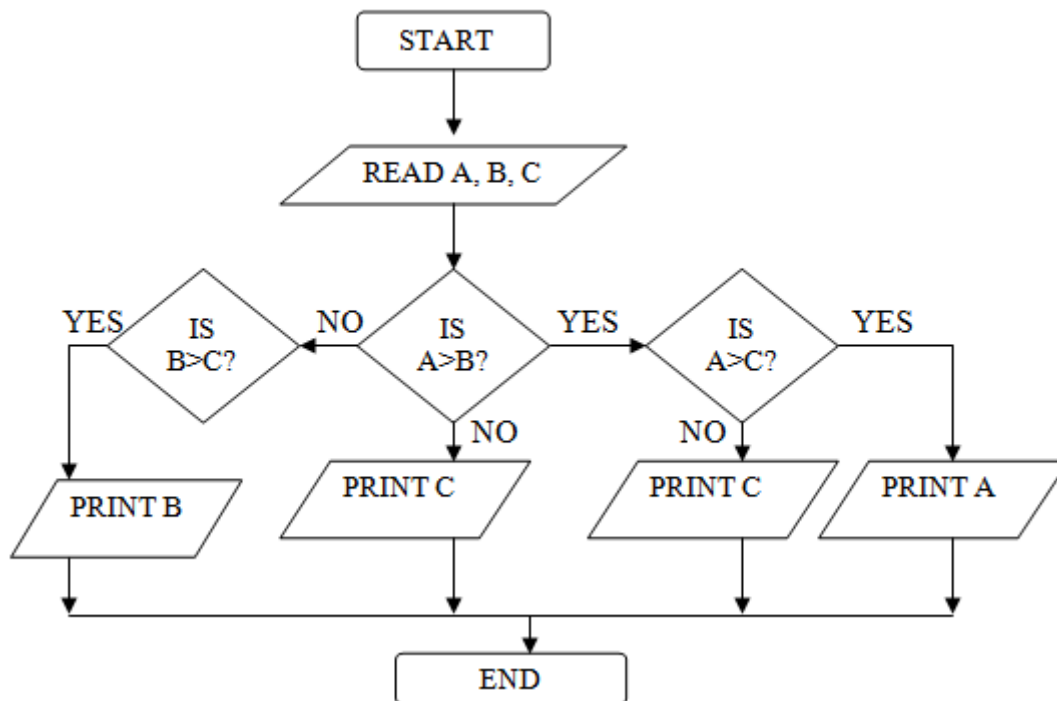 START
READ A, B, C
YES
IS
B>C?
NO
IS
A>B?
YES
IS
A>C?
YES
NO
NO
PRINT B
PRINT C
PRINT C
PRINT A
END